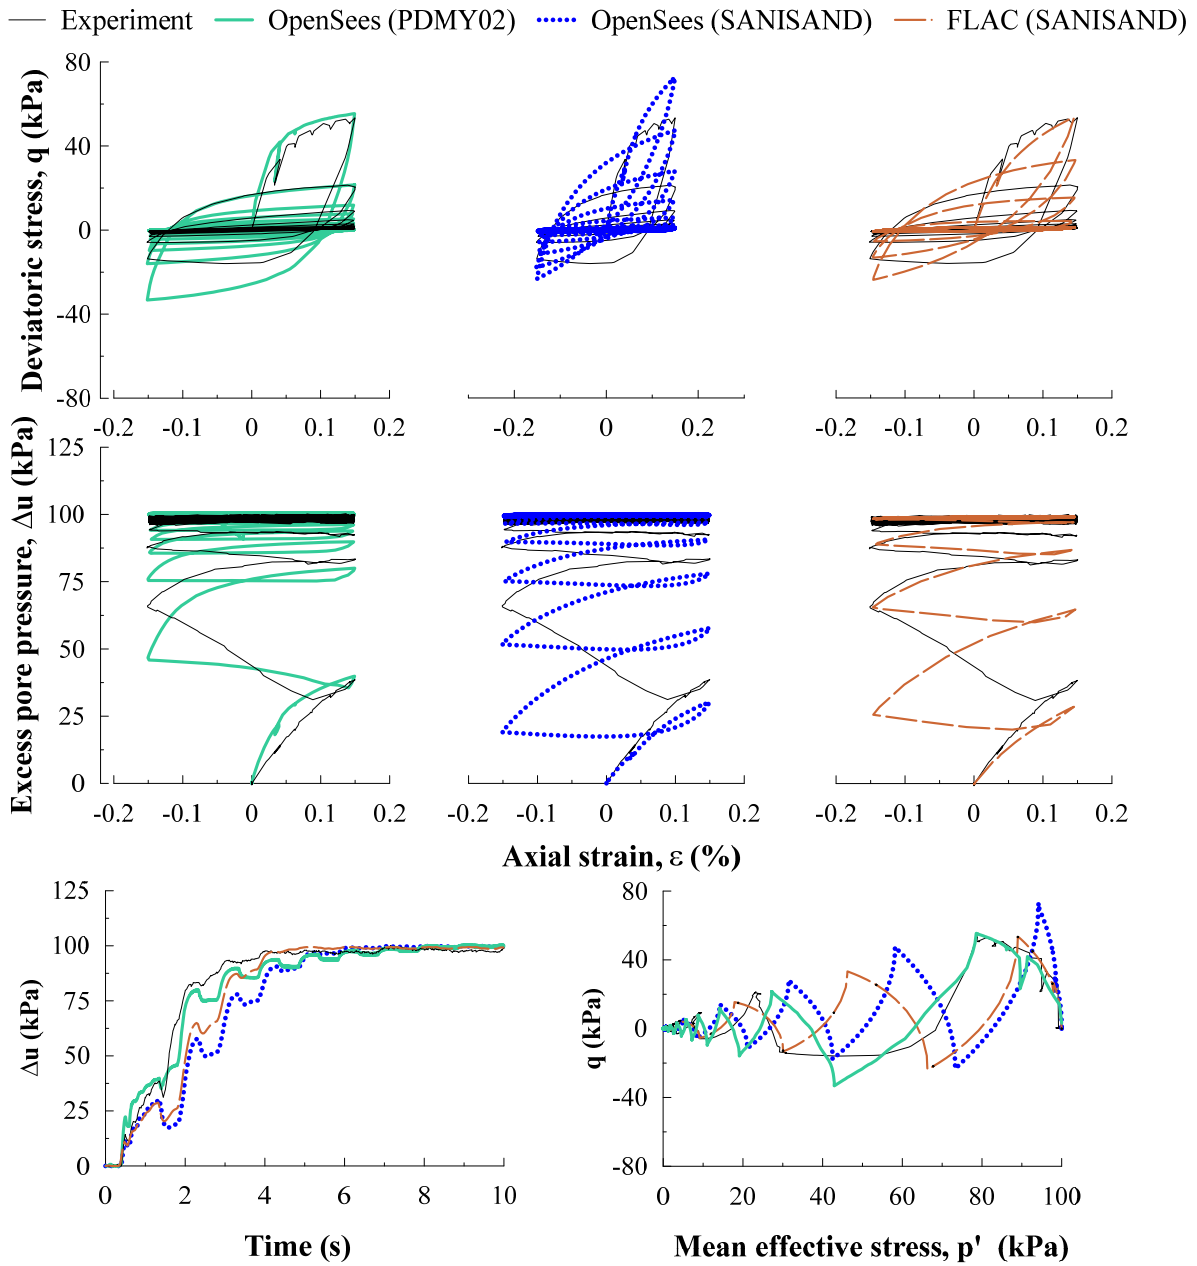 Experiment OpenSees (PDMY02) OpenSees (SANISAND) FLAC (SANISAND)
Deviatoric stress, q (kPa)
80
40
0
-40
-80
-0.2 -0.1 0 0.1 0.2
-0.2 0 0.2
-0.2 -0.1 0 0.1 0.2
Excess pore pressure, Δu (kPa)
125
100
75
50
25
0
-0.2 -0.1 0 0.1 0.2
-0.2 -0.1 0 0.1 0.2
-0.2 -0.1 0 0.1 0.2
Axial strain, ε (%)
Δu (kPa)
125
100
75
50
25
0
0 2 4 6 8 10
Time (s)
q (kPa)
80
40
0
-40
-80
0 20 40 60 80 100
Mean effective stress, p' (kPa)